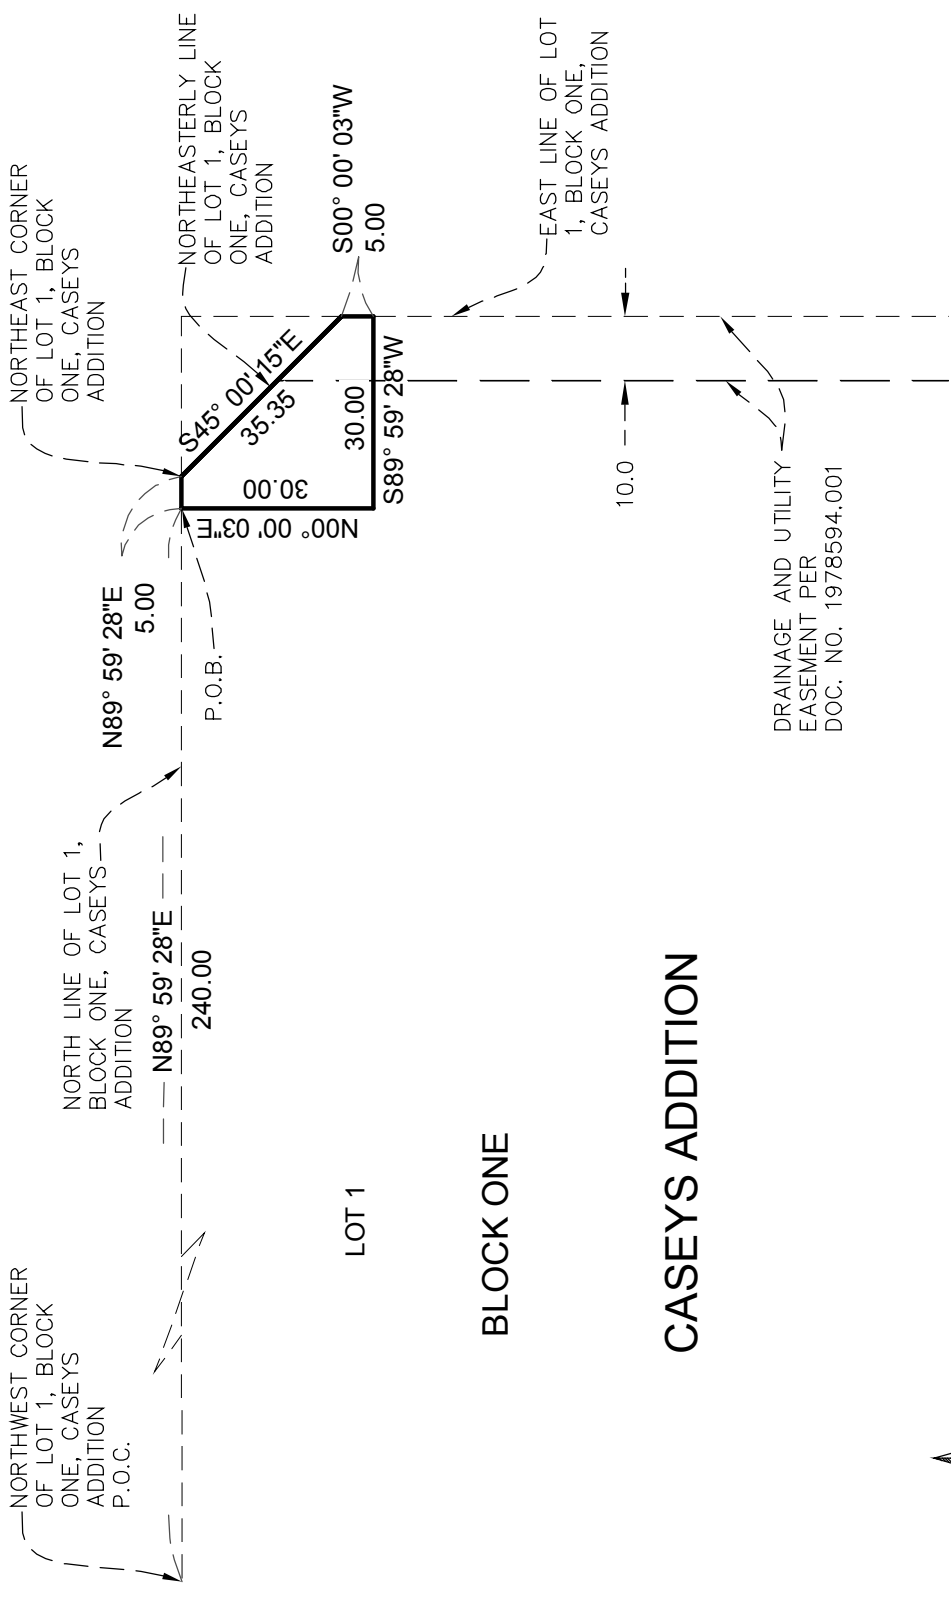 NORTHWEST CORNER
OF LOT 1, BLOCK
ONE, CASEYS
ADDITION
P.O.C.
NORTH LINE OF LOT 1,
BLOCK ONE, CASEYS
ADDITION
N89° 59' 28"E
240.00
N89° 59' 28"E
5.00
P.O.B.
NORTHEAST CORNER
OF LOT 1, BLOCK
ONE, CASEYS
ADDITION
NORTHEASTERLY LINE
OF LOT 1, BLOCK
ONE, CASEYS
ADDITION
S45° 00' 15"E
35.35
S00° 00' 03"W
5.00
N00° 00' 03"E
30.00
30.00
S89° 59' 28"W
EAST LINE OF LOT
1, BLOCK ONE,
CASEYS ADDITION
10.0
DRAINAGE AND UTILITY
EASEMENT PER
DOC. NO. 1978594.001
LOT 1
BLOCK ONE
CASEYS ADDITION